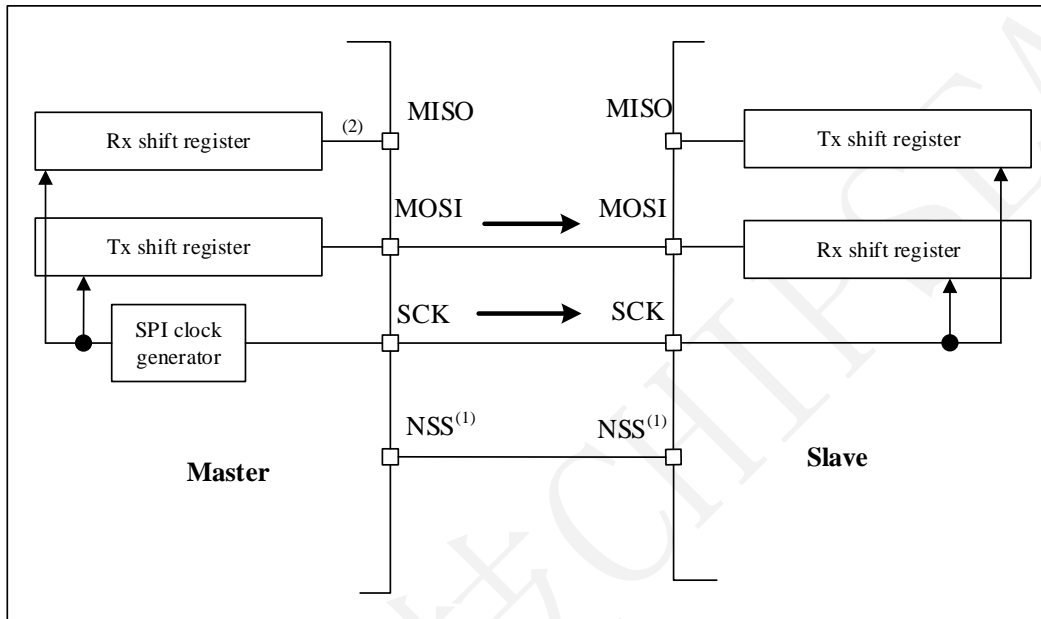 MISO
MISO
Rx shift register
(2)
Tx shift register
MOSI
MOSI
Tx shift register
Rx shift register
SCK
SCK
SPI clock
generator
NSS(1)
NSS(1)
Master
Slave
CHIPSEA